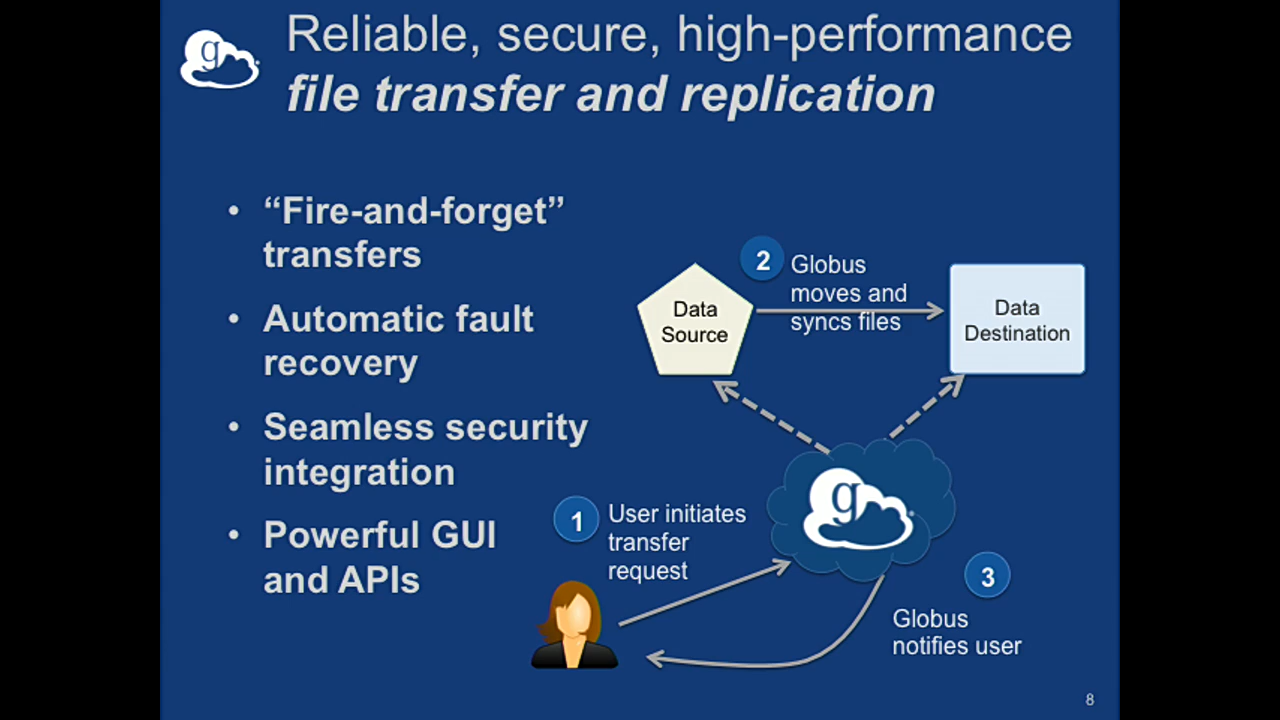 g
Reliable, secure, high-performance
file transfer and replication
• “Fire-and-forget”
transfers
• Automatic fault
recovery
• Seamless security
integration
• Powerful GUI
and APIs
Data
Source
2
Globus
moves and
syncs files
Data
Destination
1
User initiates
transfer
request
g
3
Globus
notifies user
8